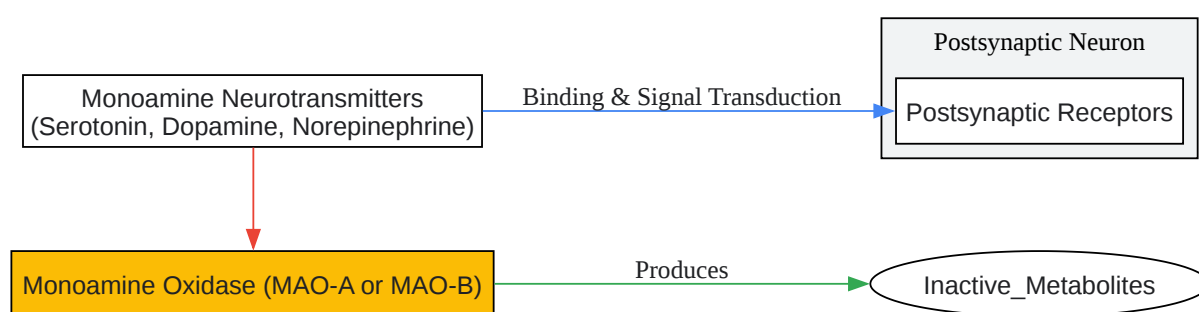 Postsynaptic Neuron
Monoamine Neurotransmitters
(Serotonin, Dopamine, Norepinephrine)
Binding & Signal Transduction
Postsynaptic Receptors
Monoamine Oxidase (MAO-A or MAO-B)
Produces
Inactive_Metabolites